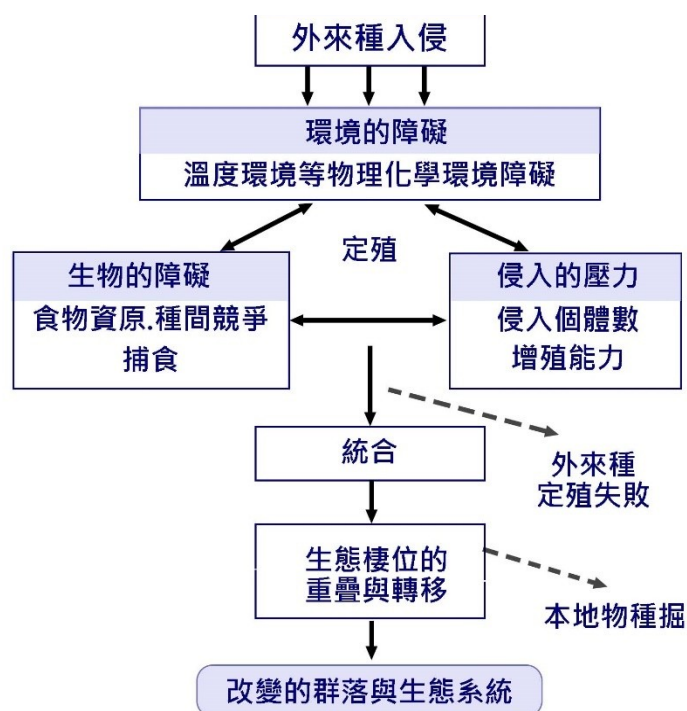 外來種入侵
環境的障礙
溫度環境等物理化學環境障礙
定殖
生物的障礙
食物資原.種間競爭
捕食
侵入的壓力
侵入個體數
增殖能力
統合
外來種
定殖失敗
生態棲位的
重疊與轉移
本地物種掘
改變的群落與生態系統